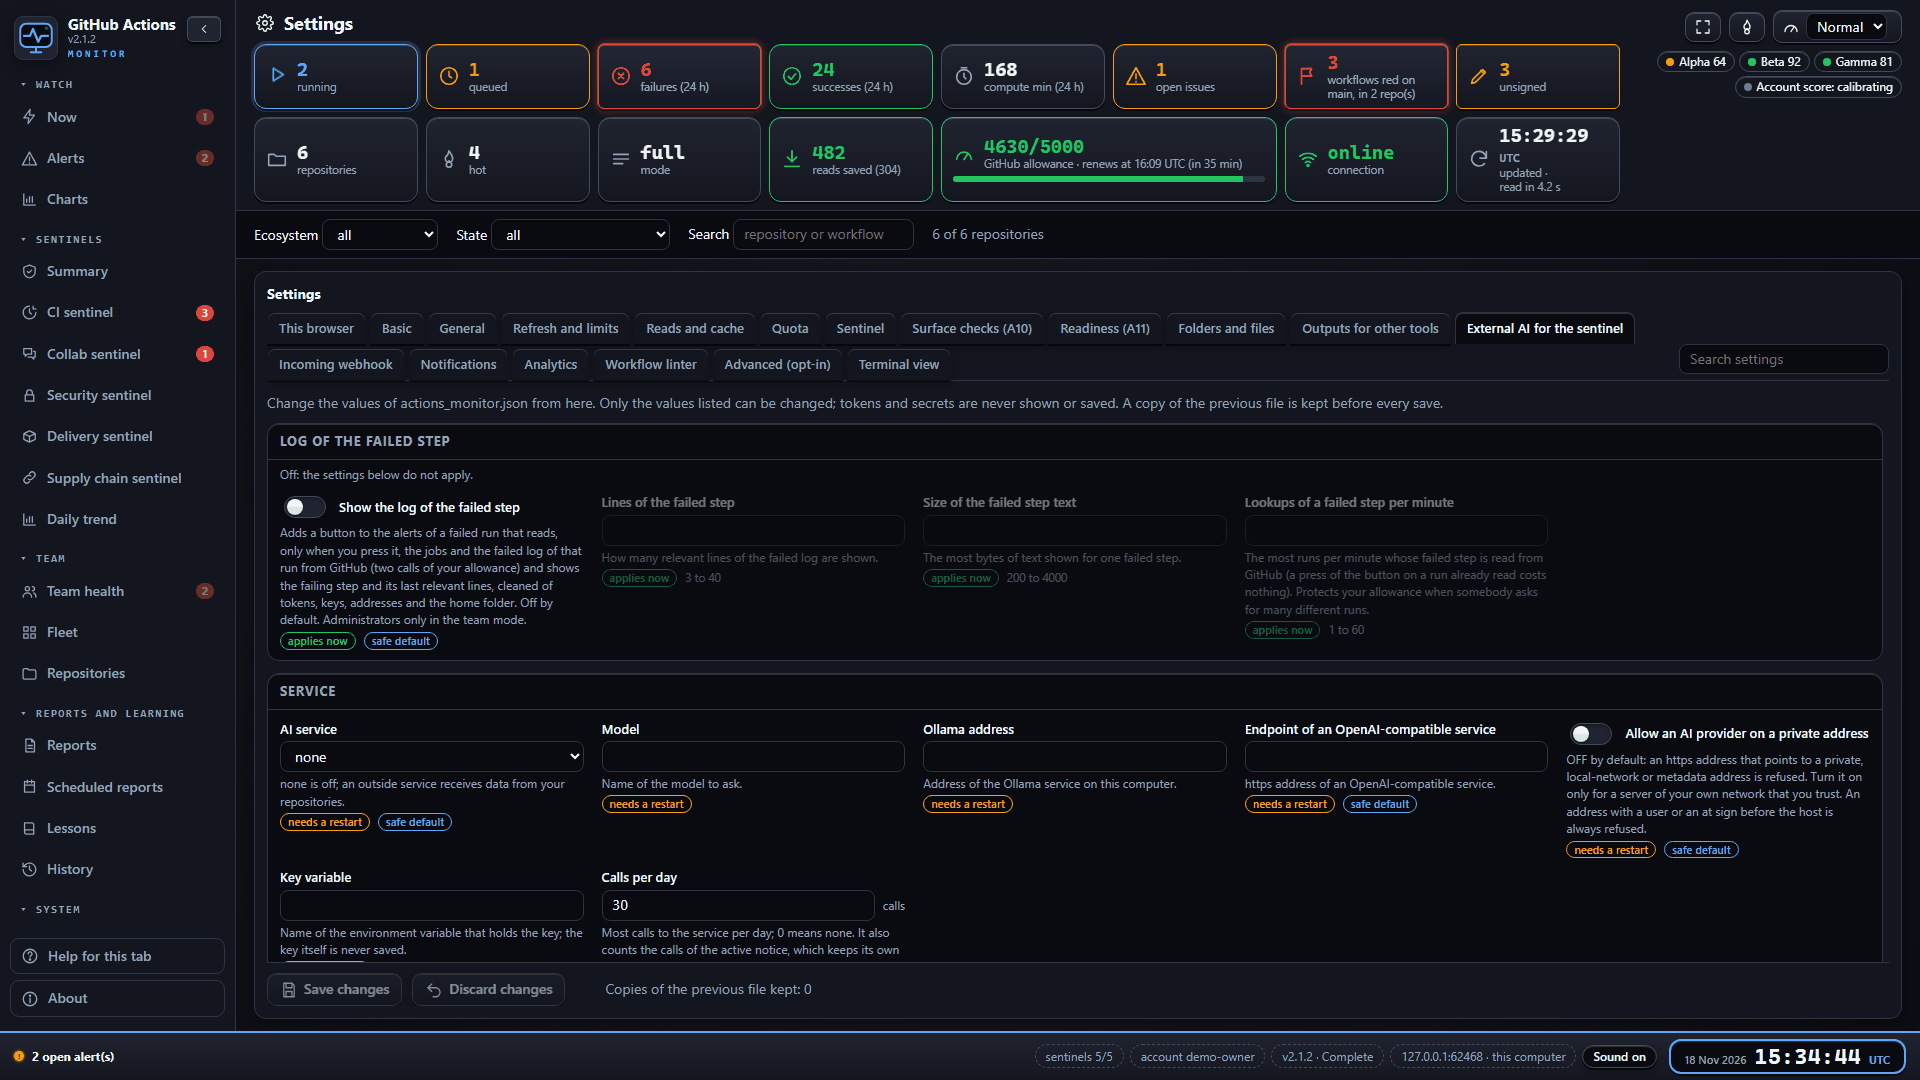 GitHub Actions
v2.1.2
MONITOR
WATCH
Now 1
Alerts 2
Charts
SENTINELS
Summary
CI sentinel 3
Collab sentinel 1
Security sentinel
Delivery sentinel
Supply chain sentinel
Daily trend
TEAM
Team health 2
Fleet
Repositories
REPORTS AND LEARNING
Reports
Scheduled reports
Lessons
History
SYSTEM
Help for this tab
About
Settings
2
running
1
queued
6
failures (24 h)
24
successes (24 h)
168
compute min (24 h)
1
open issues
3
workflows red on
main, in 2 repo(s)
3
unsigned
6
repositories
4
hot
full
mode
482
reads saved (304)
4630/5000
GitHub allowance · renews at 16:09 UTC (in 35 min)
online
connection
15:29:29
UTC
updated ·
read in 4.2 s
Normal
Alpha 64
Beta 92
Gamma 81
Account score: calibrating
Ecosystem all
State all
Search repository or workflow
6 of 6 repositories
Settings
This browser
Basic
General
Refresh and limits
Reads and cache
Quota
Sentinel
Surface checks (A10)
Readiness (A11)
Folders and files
Outputs for other tools
External AI for the sentinel
Incoming webhook
Notifications
Analytics
Workflow linter
Advanced (opt-in)
Terminal view
Search settings
Change the values of actions_monitor.json from here. Only the values listed can be changed; tokens and secrets are never shown or saved. A copy of the previous file is kept before every save.
LOG OF THE FAILED STEP
Off: the settings below do not apply.
Show the log of the failed step
Adds a button to the alerts of a failed run that reads,
only when you press it, the jobs and the failed log of that
run from GitHub (two calls of your allowance) and shows
the failing step and its last relevant lines, cleaned of
tokens, keys, addresses and the home folder. Off by
default. Administrators only in the team mode.
applies now safe default
Lines of the failed step
How many relevant lines of the failed log are shown.
applies now 3 to 40
Size of the failed step text
The most bytes of text shown for one failed step.
applies now 200 to 4000
Lookups of a failed step per minute
The most runs per minute whose failed step is read from
GitHub (a press of the button on a run already read costs
nothing). Protects your allowance when somebody asks
for many different runs.
applies now 1 to 60
SERVICE
AI service
none
none is off; an outside service receives data from your
repositories.
needs a restart safe default
Model
Name of the model to ask.
needs a restart
Ollama address
Address of the Ollama service on this computer.
needs a restart
Endpoint of an OpenAI-compatible service
https address of an OpenAI-compatible service.
needs a restart safe default
Allow an AI provider on a private address
OFF by default: an https address that points to a private,
local-network or metadata address is refused. Turn it on
only for a server of your own network that you trust. An
address with a user or an at sign before the host is
always refused.
needs a restart safe default
Key variable
Name of the environment variable that holds the key; the
key itself is never saved.
Calls per day
30 calls
Most calls to the service per day; 0 means none. It also
counts the calls of the active notice, which keeps its own
Save changes
Discard changes
Copies of the previous file kept: 0
2 open alert(s)
sentinels 5/5
account demo-owner
v2.1.2 · Complete
127.0.0.1:62468 · this computer
Sound on
18 Nov 2026 15:34:44 UTC